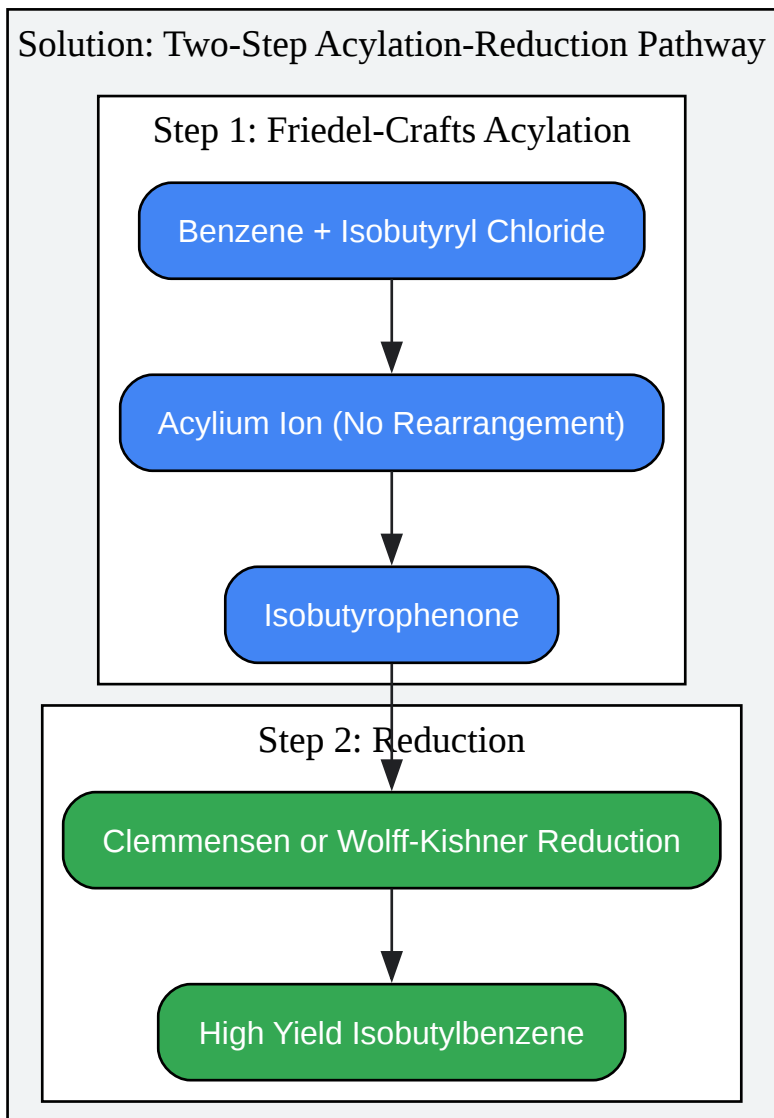 Solution: Two-Step Acylation-Reduction Pathway
Step 1: Friedel-Crafts Acylation
Benzene + Isobutyryl Chloride
Acylium Ion (No Rearrangement)
Isobutyrophenone
Step 2: Reduction
Clemmensen or Wolff-Kishner Reduction
High Yield Isobutylbenzene